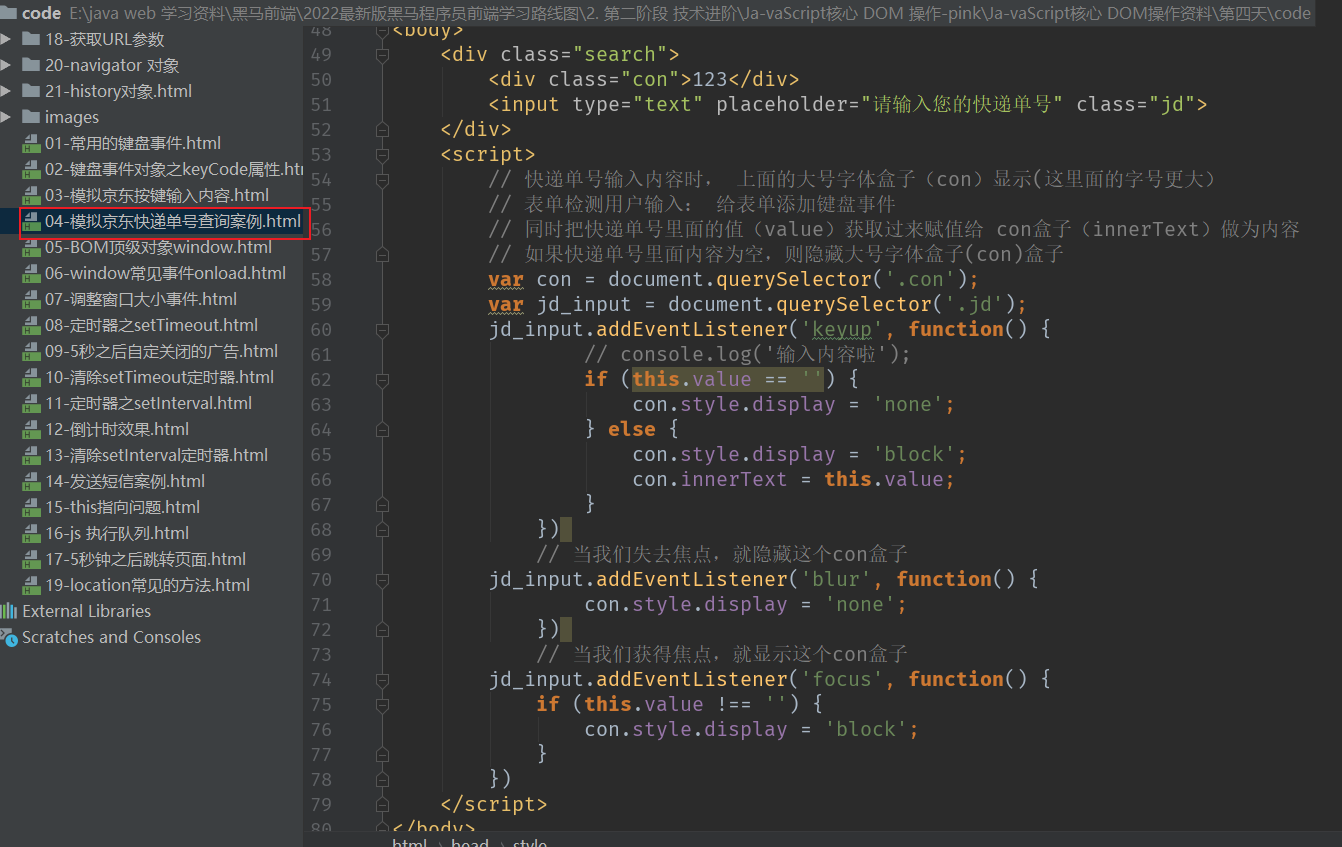 code E:\java web 学习资料\黑马前端\2022最新版黑马程序员前端学习路线图\2. 第二阶段 技术进阶\Ja-vaScript核心 DOM 操作-pink\Ja-vaScript核心 DOM操作资料\第四天\code
18-获取URL参数
20-navigator 对象
21-history对象.html
images
01-常用的键盘事件.html
02-键盘事件对象之keyCode属性.htm
03-模拟京东按键输入内容.html
04-模拟京东快递单号查询案例.html
05-BOM顶级对象window.html
06-window常见事件onload.html
07-调整窗口大小事件.html
08-定时器之setTimeout.html
09-5秒之后自定关闭的广告.html
10-清除setTimeout定时器.html
11-定时器之setInterval.html
12-倒计时效果.html
13-清除setInterval定时器.html
14-发送短信案例.html
15-this指向问题.html
16-js 执行队列.html
17-5秒钟之后跳转页面.html
19-location常见的方法.html
External Libraries
Scratches and Consoles
48 <body>
49 <div class="search">
50 <div class="con">123</div>
51 <input type="text" placeholder="请输入您的快递单号" class="jd">
52 </div>
53 <script>
54 // 快递单号输入内容时， 上面的大号字体盒子（con）显示(这里面的字号更大）
55 // 表单检测用户输入： 给表单添加键盘事件
56 // 同时把快递单号里面的值（value）获取过来赋值给 con盒子（innerText）做为内容
57 // 如果快递单号里面内容为空，则隐藏大号字体盒子(con)盒子
58 var con = document.querySelector('.con');
59 var jd_input = document.querySelector('.jd');
60 jd_input.addEventListener('keyup', function() {
61 // console.log('输入内容啦');
62 if (this.value == '') {
63 con.style.display = 'none';
64 } else {
65 con.style.display = 'block';
66 con.innerText = this.value;
67 }
68 })
69 // 当我们失去焦点，就隐藏这个con盒子
70 jd_input.addEventListener('blur', function() {
71 con.style.display = 'none';
72 })
73 // 当我们获得焦点，就显示这个con盒子
74 jd_input.addEventListener('focus', function() {
75 if (this.value !== '') {
76 con.style.display = 'block';
77 }
78 })
79 </script>
80 </body>
html › head › style